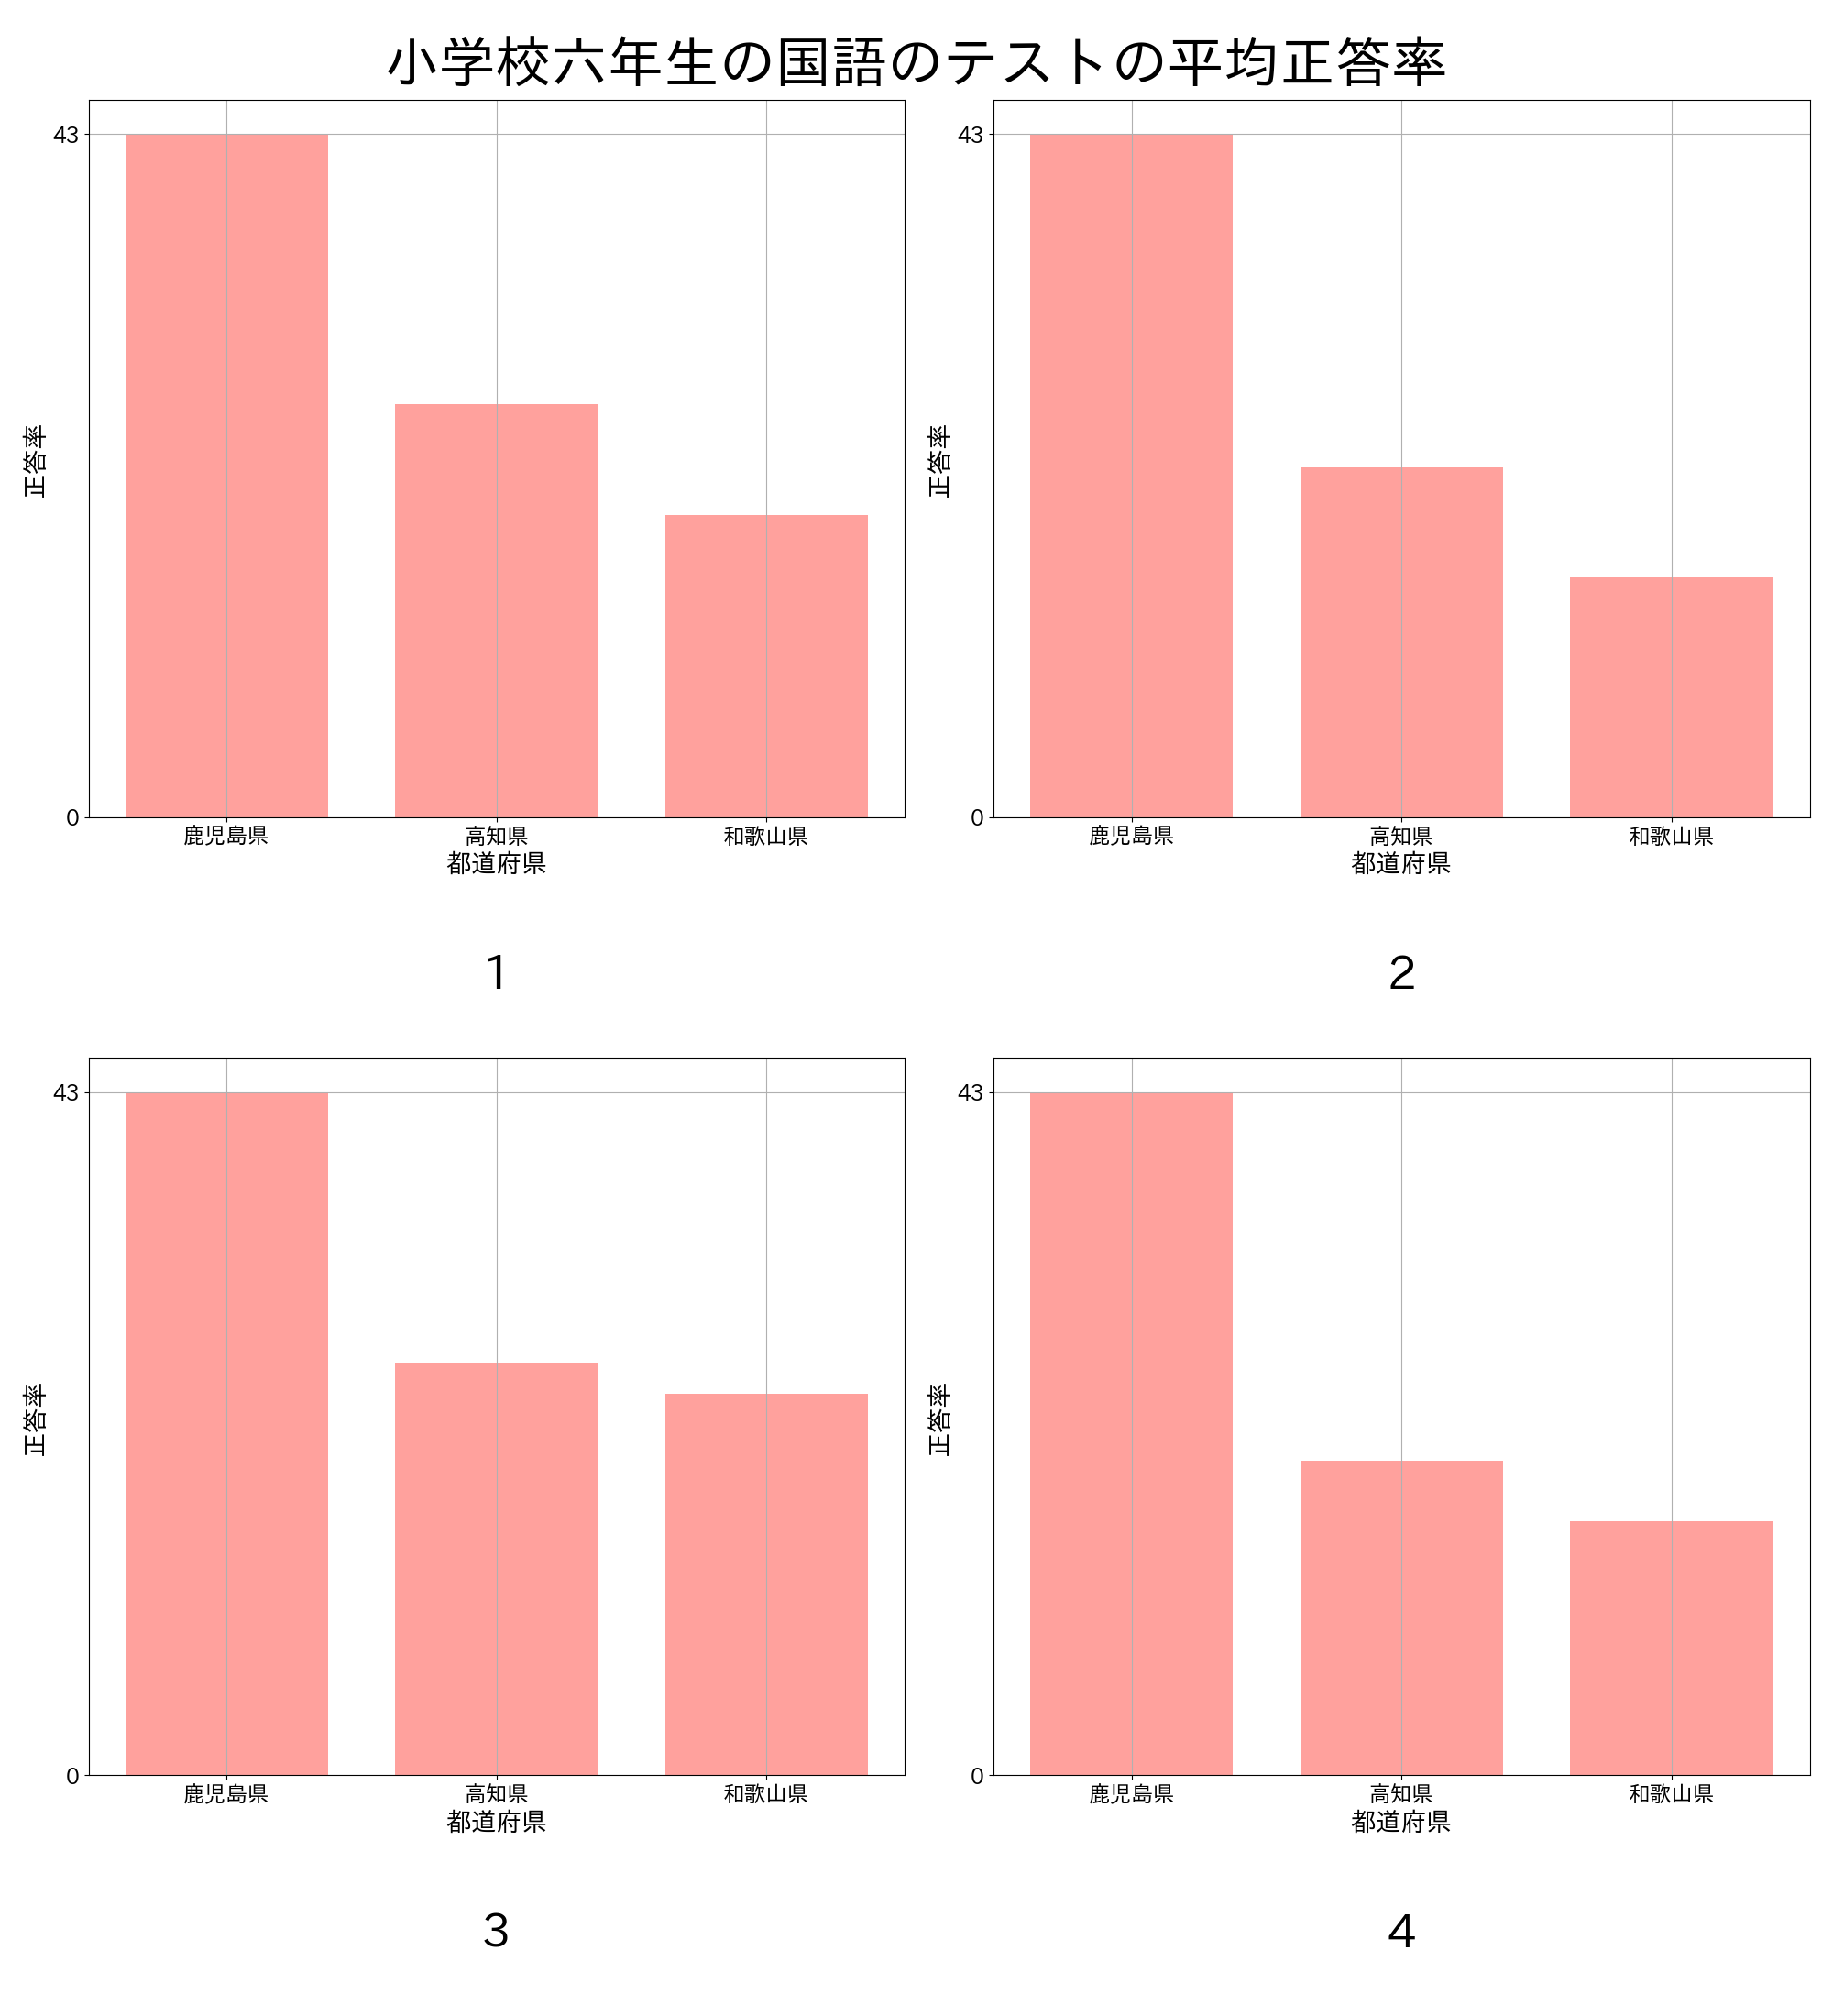 小学校六年生の国語のテストの平均正答率
43
0
正答率
鹿児島県 高知県 和歌山県
都道府県
1
43
0
正答率
鹿児島県 高知県 和歌山県
都道府県
2
43
0
正答率
鹿児島県 高知県 和歌山県
都道府県
3
43
0
正答率
鹿児島県 高知県 和歌山県
都道府県
4